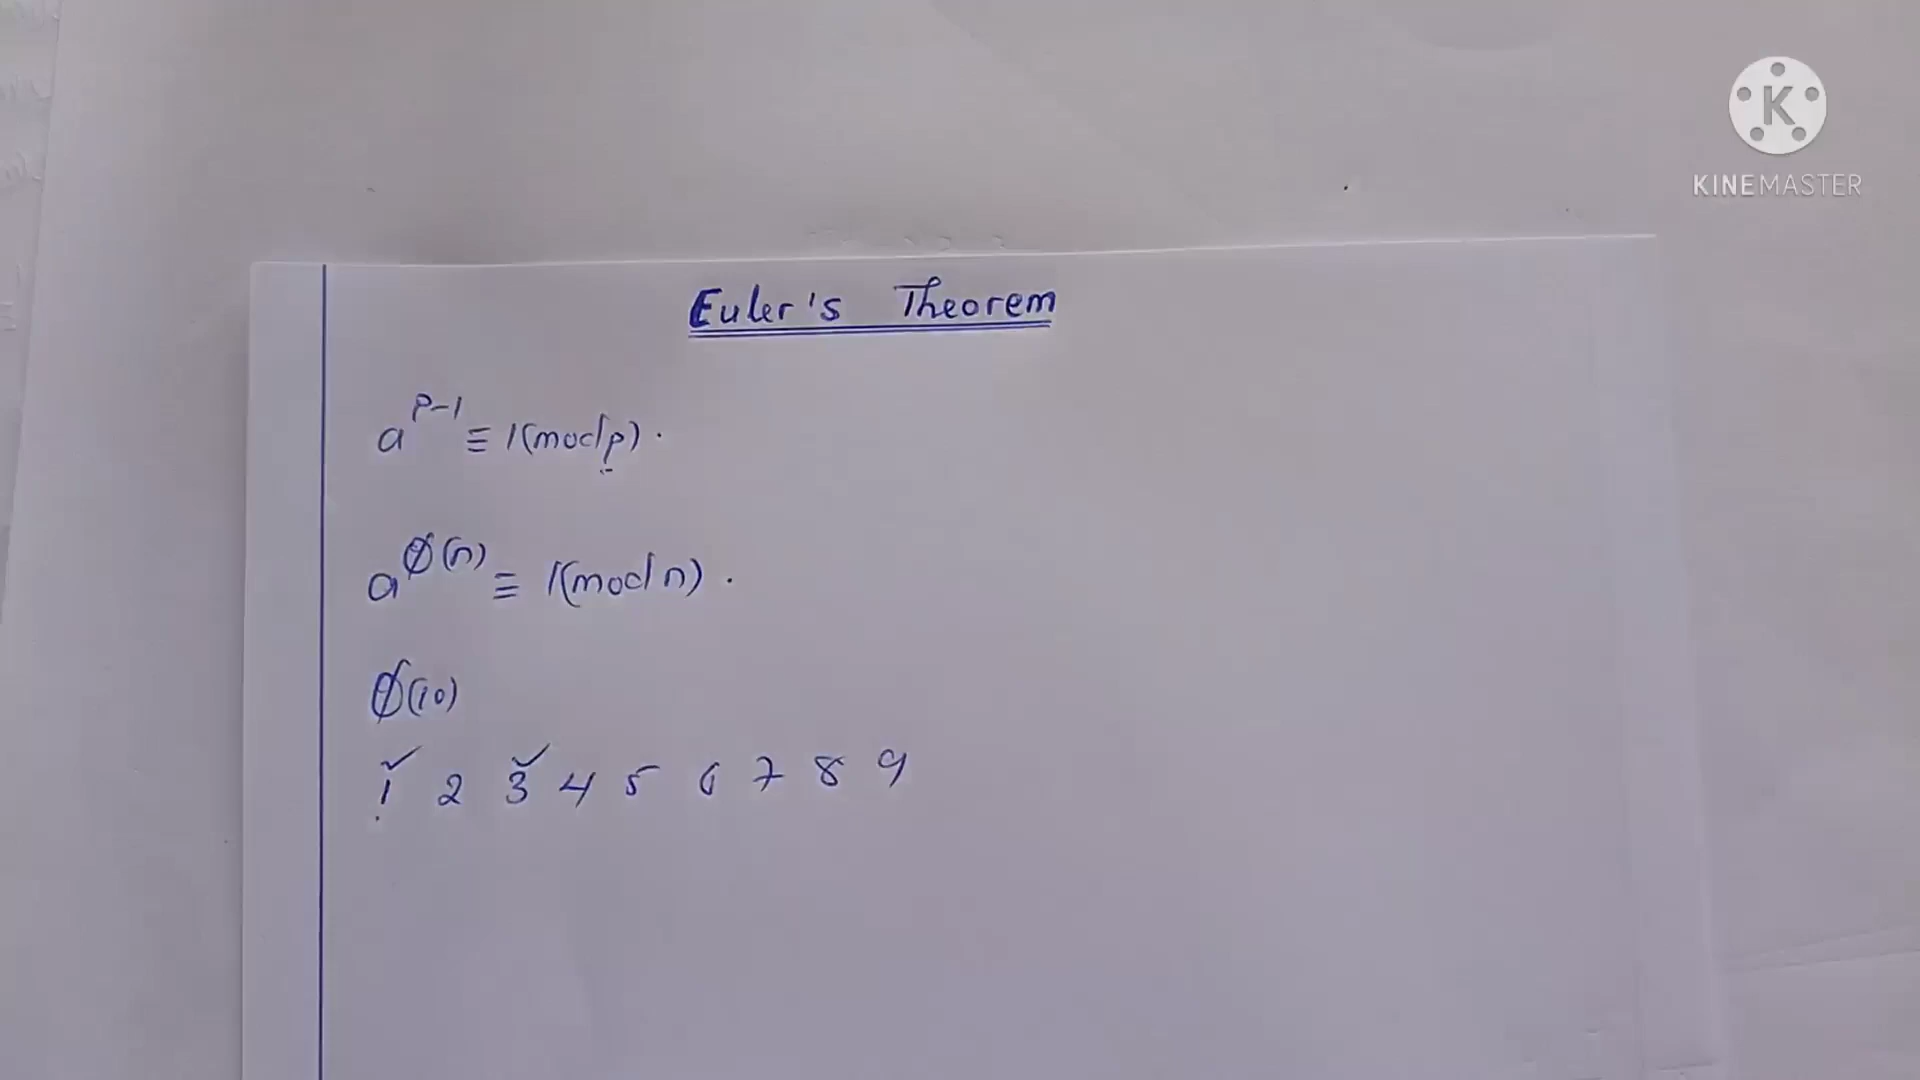 K
KINEMASTER
Euler's Theorem
a^{p-1} ≡ 1(mod p).
a^{Ø(n)} ≡ 1(mod n).
Ø(10)
1✓ 2 3✓ 4 5 6 7 8 9